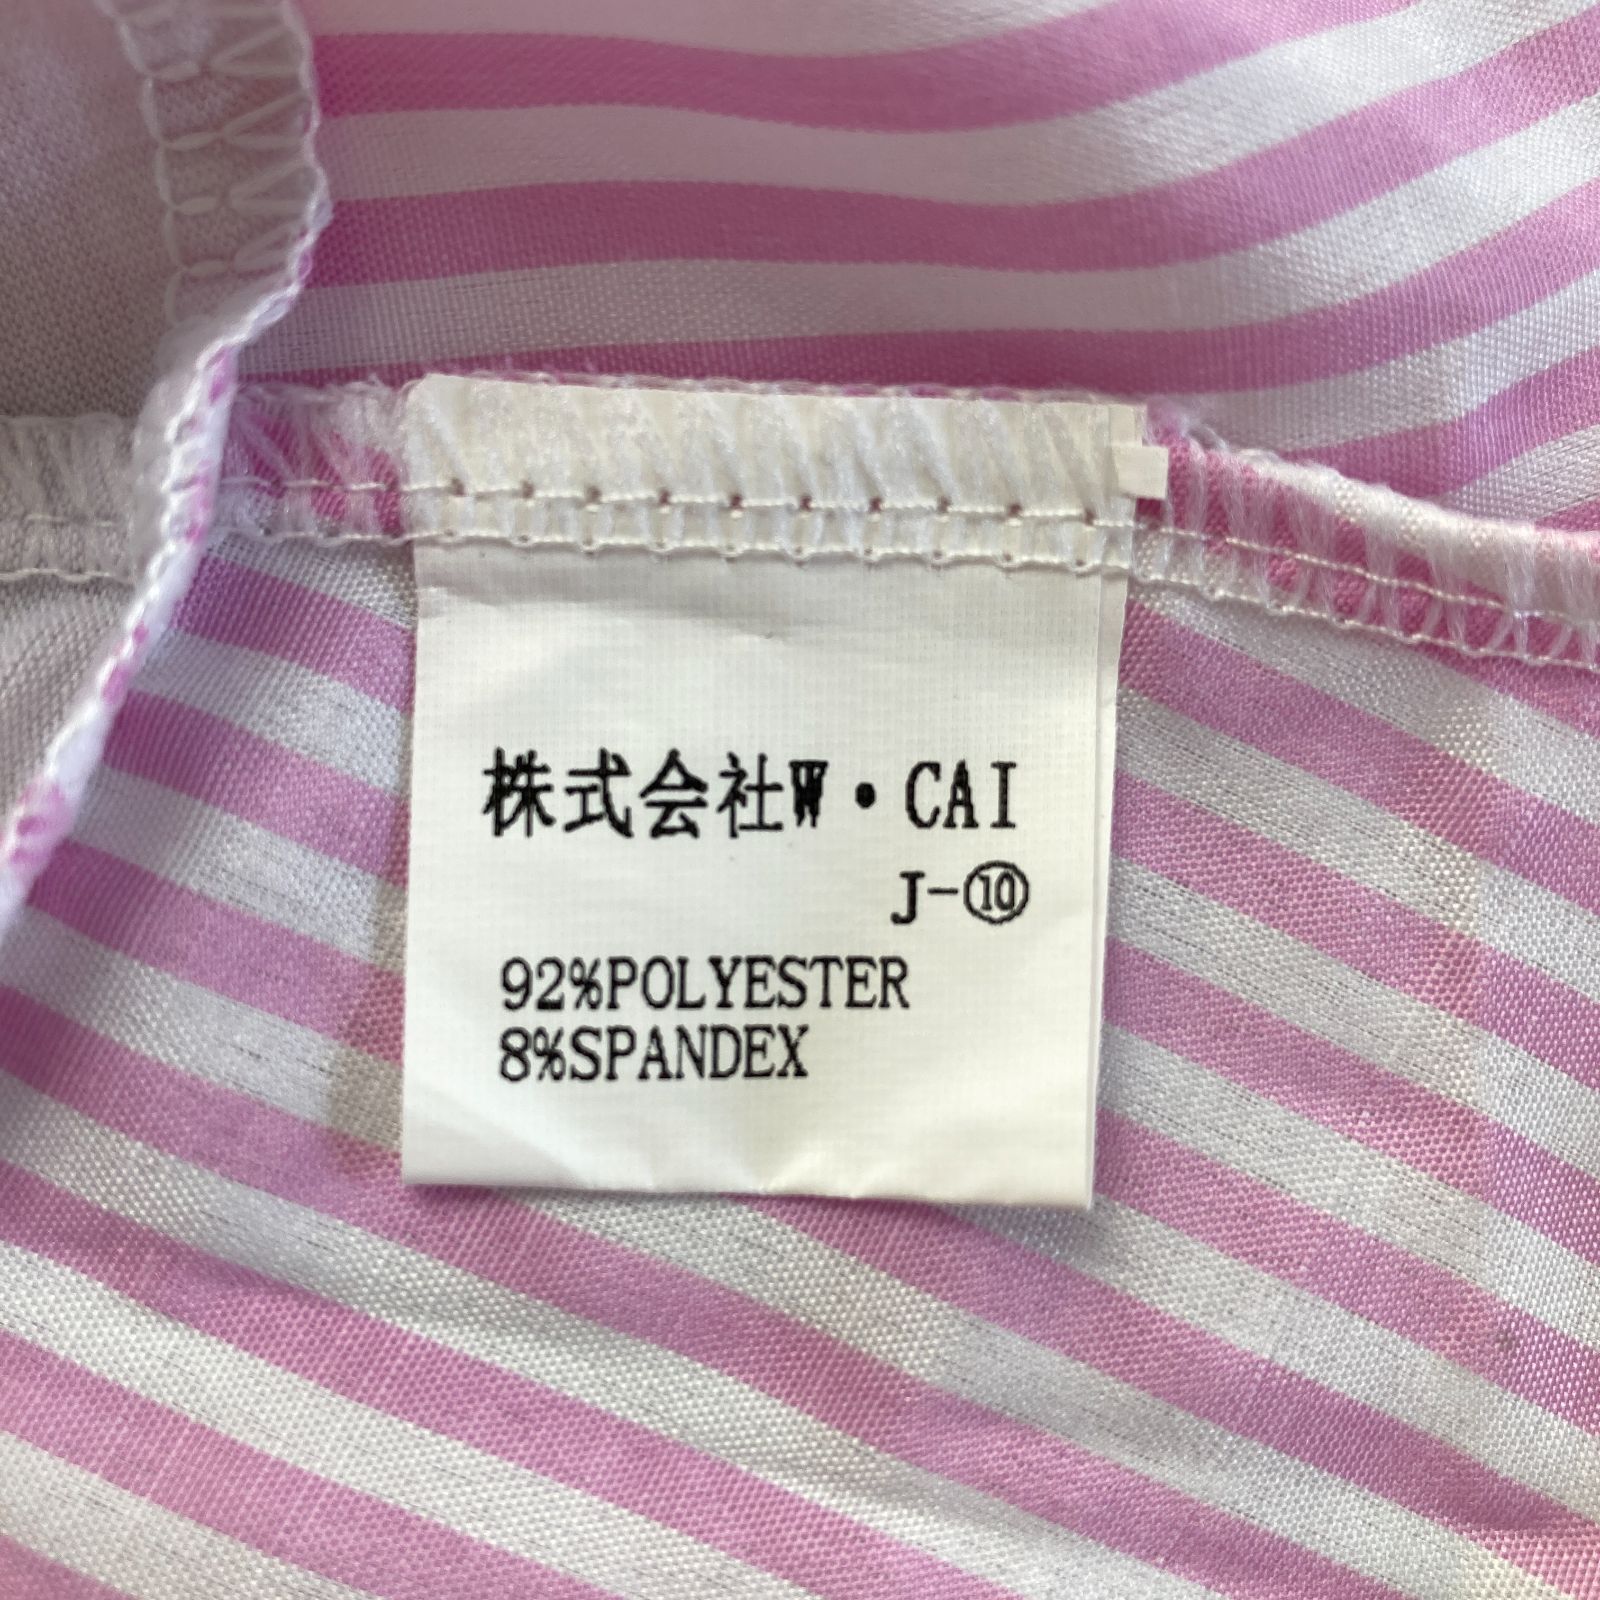 株式会社W・CAI
J-⑩
92%POLYESTER
8%SPANDEX